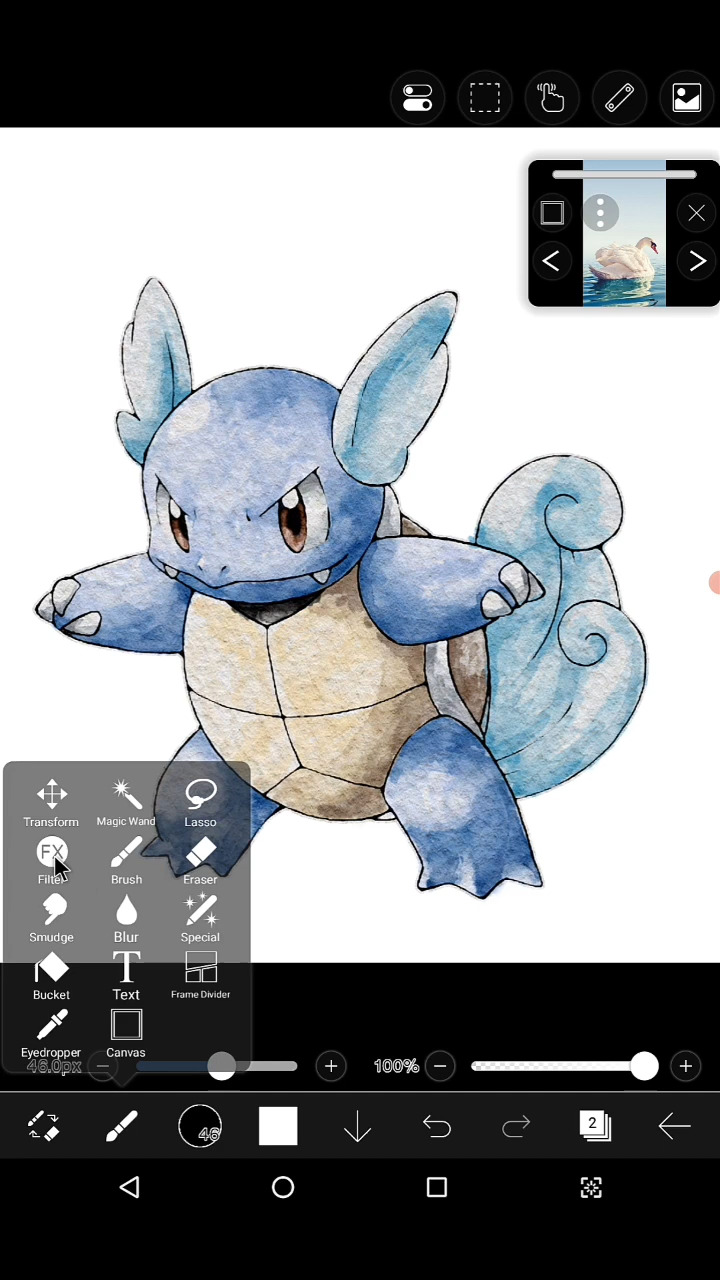 Transform Magic Wand Lasso
FX
Filter Brush Eraser
Smudge Blur Special
T
Bucket Text Frame Divider
Eyedropper Canvas
46.0px 100%
46 2